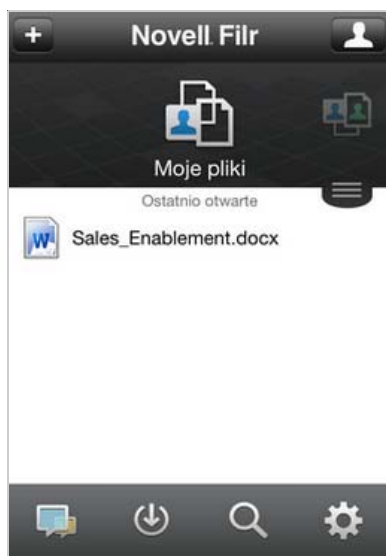 Novell Filr
Moje pliki
Ostatnio otwarte
Sales_Enablement.docx